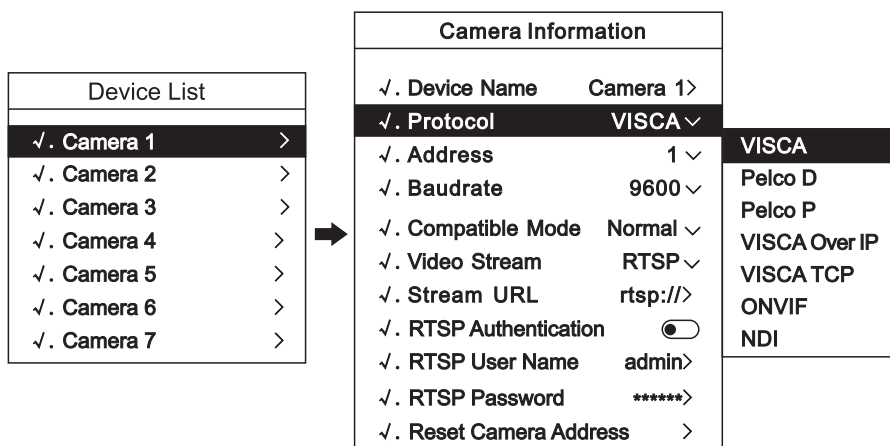 Device List
√. Camera 1 >
√. Camera 2 >
√. Camera 3 >
√. Camera 4 >
√. Camera 5 >
√. Camera 6 >
√. Camera 7 >
Camera Information
√. Device Name Camera 1>
√. Protocol VISCA
√. Address 1
√. Baudrate 9600
√. Compatible Mode Normal
√. Video Stream RTSP
√. Stream URL rtsp://>
√. RTSP Authentication
√. RTSP User Name admin>
√. RTSP Password ******>
√. Reset Camera Address >
VISCA
Pelco D
Pelco P
VISCA Over IP
VISCA TCP
ONVIF
NDI